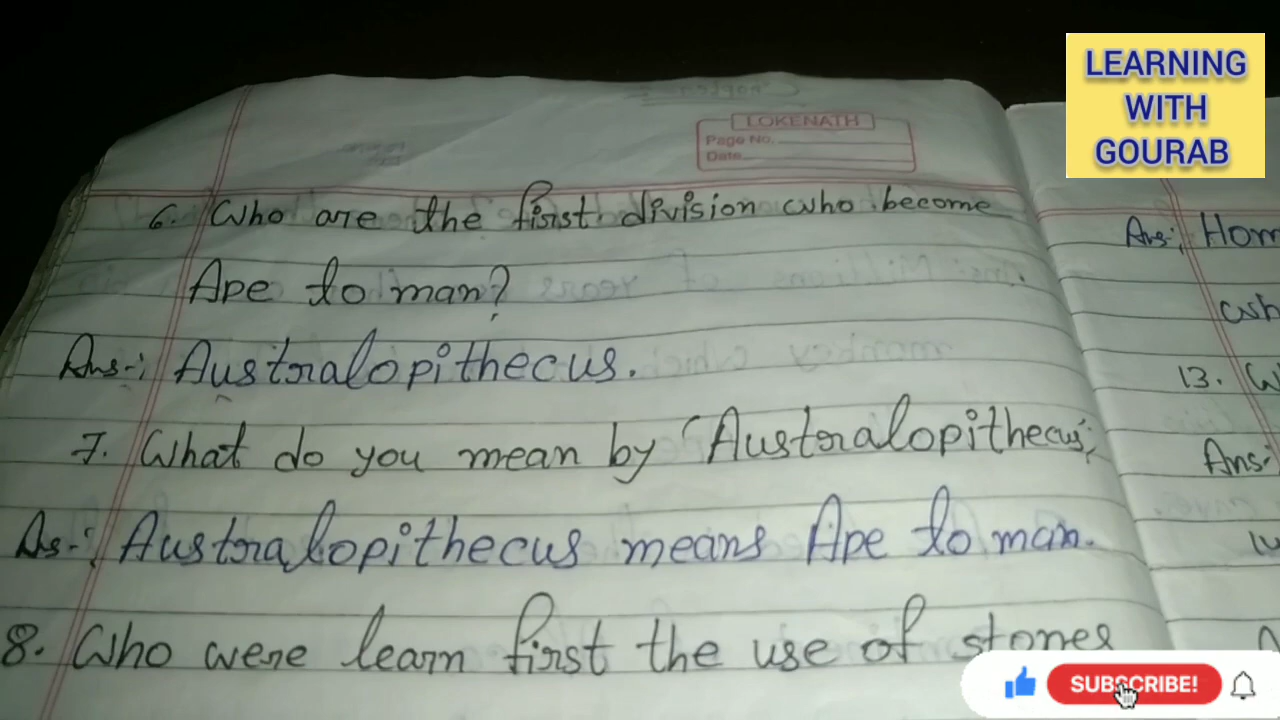 LEARNING
WITH
GOURAB
LOKENATH
Page No.
Date
6. Who are the first division who become
Ape to man?
Ans-: Australopithecus.
7. What do you mean by 'Australopithecus'
Ans-: Australopithecus means Ape to man.
8. Who were learn first the use of stones
Ans:, Hom
wh
13. W
Ans-:
14
SUBSCRIBE!